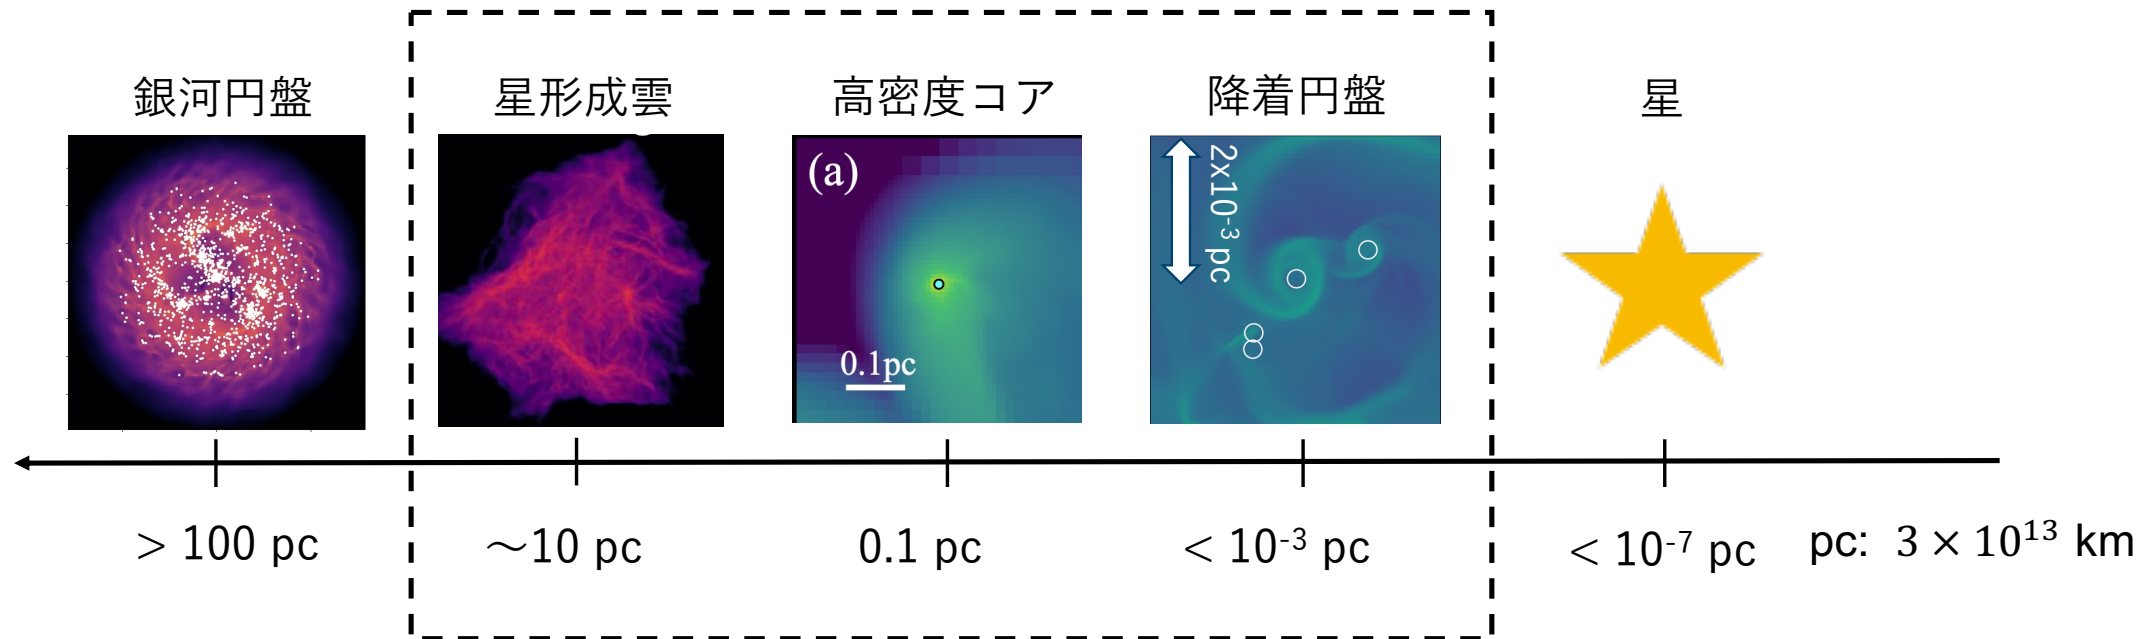 銀河円盤
星形成雲
高密度コア
降着円盤
星
(a)
0.1pc
2x10⁻³ pc
> 100 pc
～10 pc
0.1 pc
< 10⁻³ pc
< 10⁻⁷ pc
pc: 3 × 10¹³ km